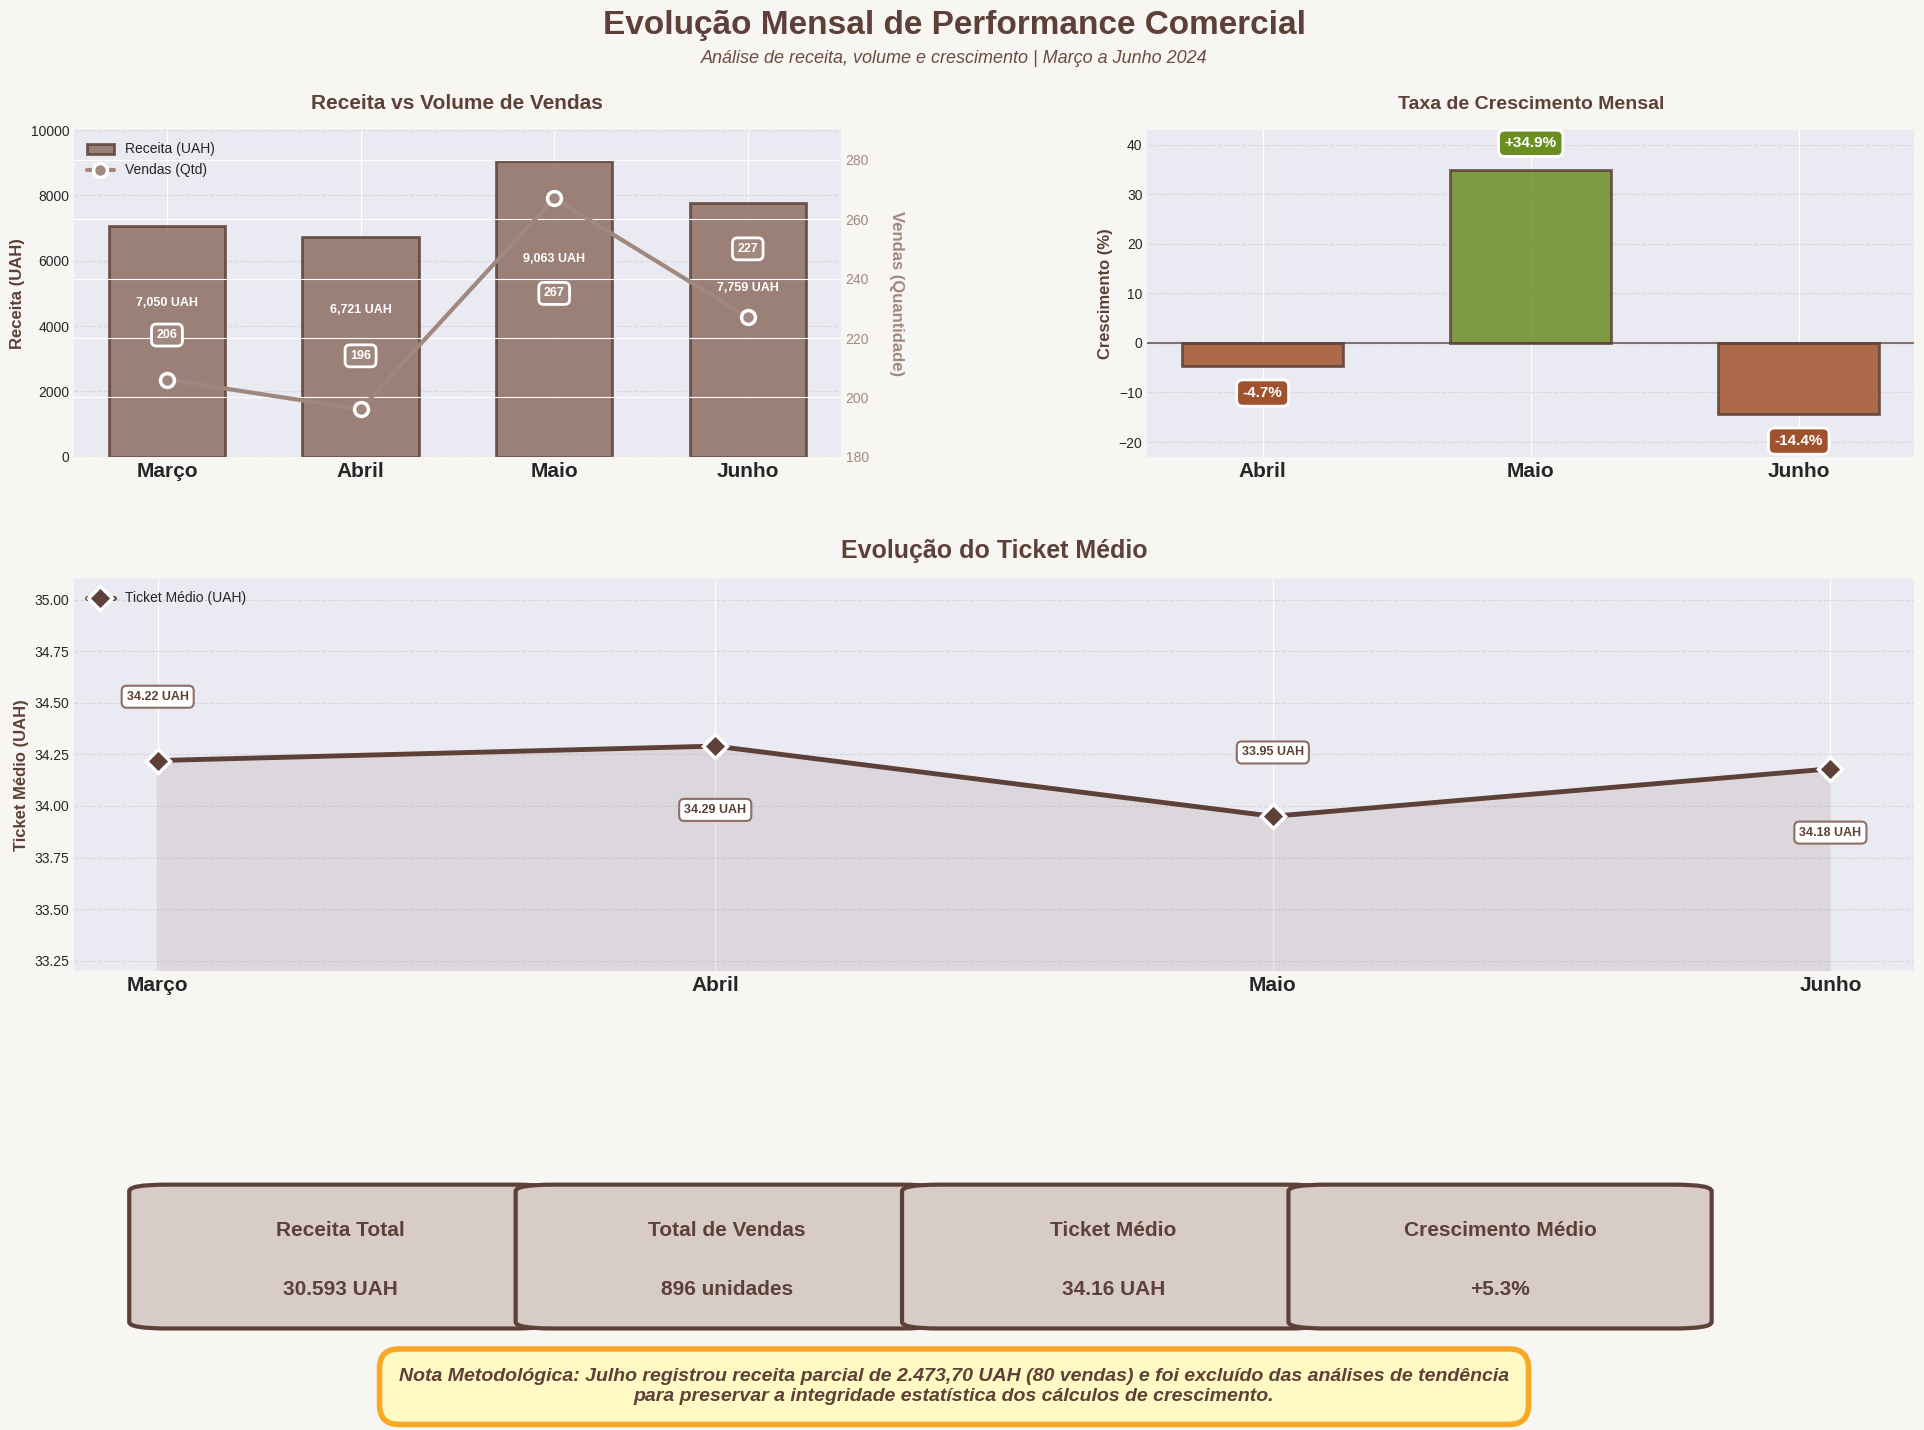 Evolução Mensal de Performance Comercial
Análise de receita, volume e crescimento | Março a Junho 2024
Receita vs Volume de Vendas
Receita (UAH)
Vendas (Qtd)
10000
8000
6000
4000
2000
0
Receita (UAH)
7,050 UAH
206
6,721 UAH
196
9,063 UAH
267
227
7,759 UAH
280
260
240
220
200
180
Vendas (Quantidade)
Março
Abril
Maio
Junho
Taxa de Crescimento Mensal
Crescimento (%)
40
30
20
10
0
−10
−20
-4.7%
+34.9%
-14.4%
Abril
Maio
Junho
Evolução do Ticket Médio
Ticket Médio (UAH)
Ticket Médio (UAH)
35.00
34.75
34.50
34.25
34.00
33.75
33.50
33.25
34.22 UAH
34.29 UAH
33.95 UAH
34.18 UAH
Março
Abril
Maio
Junho
Receita Total
30.593 UAH
Total de Vendas
896 unidades
Ticket Médio
34.16 UAH
Crescimento Médio
+5.3%
Nota Metodológica: Julho registrou receita parcial de 2.473,70 UAH (80 vendas) e foi excluído das análises de tendência
para preservar a integridade estatística dos cálculos de crescimento.